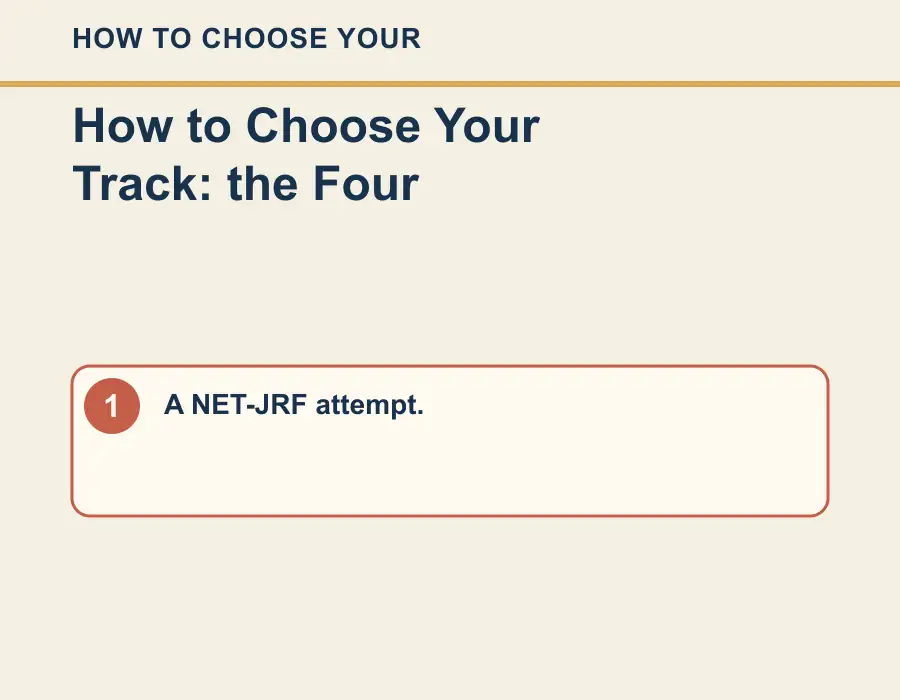 HOW TO CHOOSE YOUR
How to Choose Your
Track: the Four
1
A NET-JRF attempt.